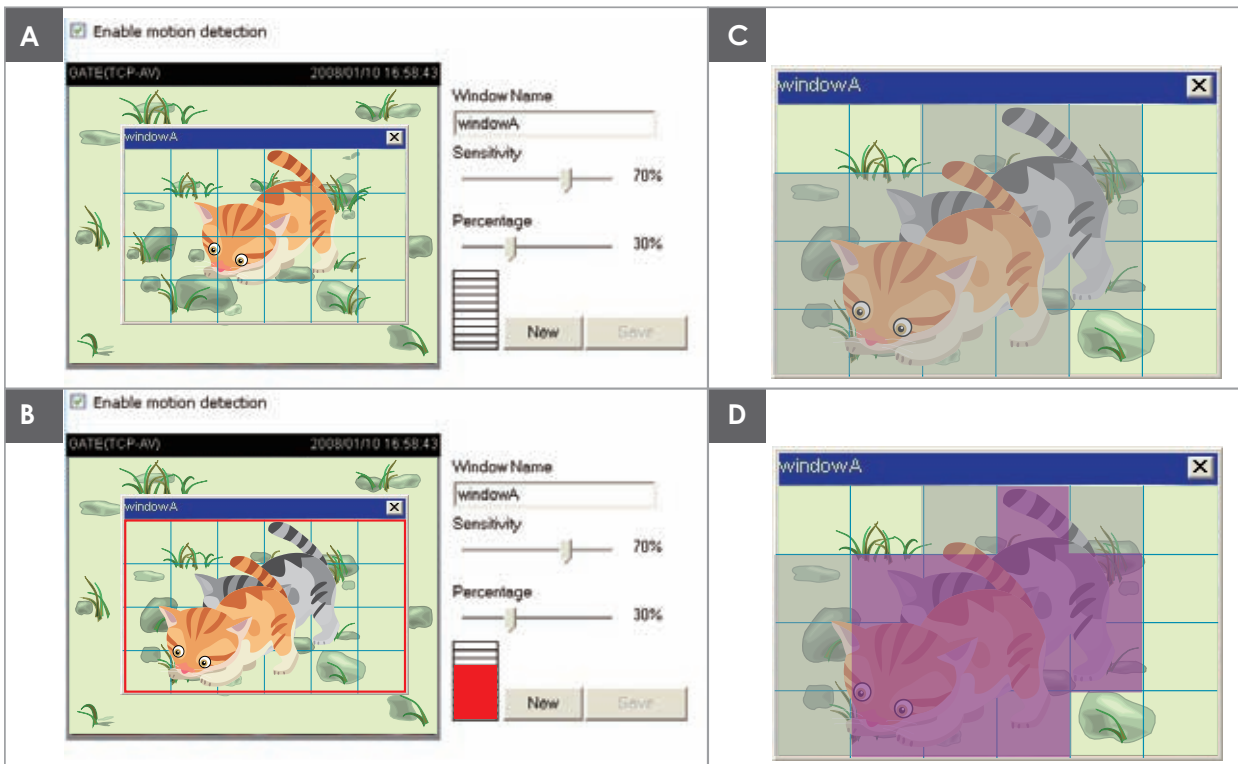 A
Enable motion detection
GATE(TCP-AV) 2008/01/10 16:58:43
windowA
Window Name
windowA
Sensitivity
70%
Percentage
30%
New Save
B
Enable motion detection
GATE(TCP-AV) 2008/01/10 16:58:43
windowA
Window Name
windowA
Sensitivity
70%
Percentage
30%
New Save
C
windowA
D
windowA